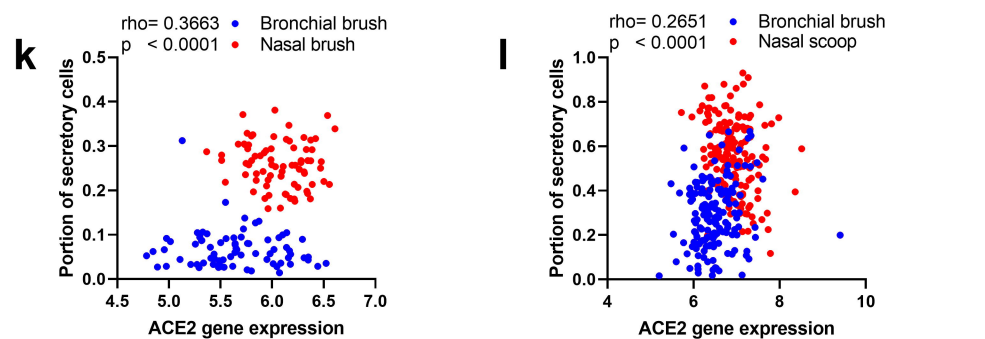 k
rho= 0.3663 Bronchial brush
p < 0.0001 Nasal brush
Portion of secretory cells
0.5
0.4
0.3
0.2
0.1
0.0
4.5 5.0 5.5 6.0 6.5 7.0
ACE2 gene expression
l
rho= 0.2651 Bronchial brush
p < 0.0001 Nasal scoop
Portion of secretory cells
1.0
0.8
0.6
0.4
0.2
0.0
4 6 8 10
ACE2 gene expression